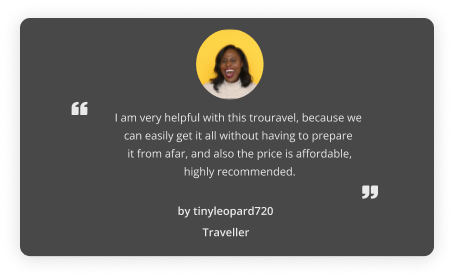 “
I am very helpful with this trouravel, because we
can easily get it all without having to prepare
it from afar, and also the price is affordable,
highly recommended.
”
by tinyleopard720
Traveller